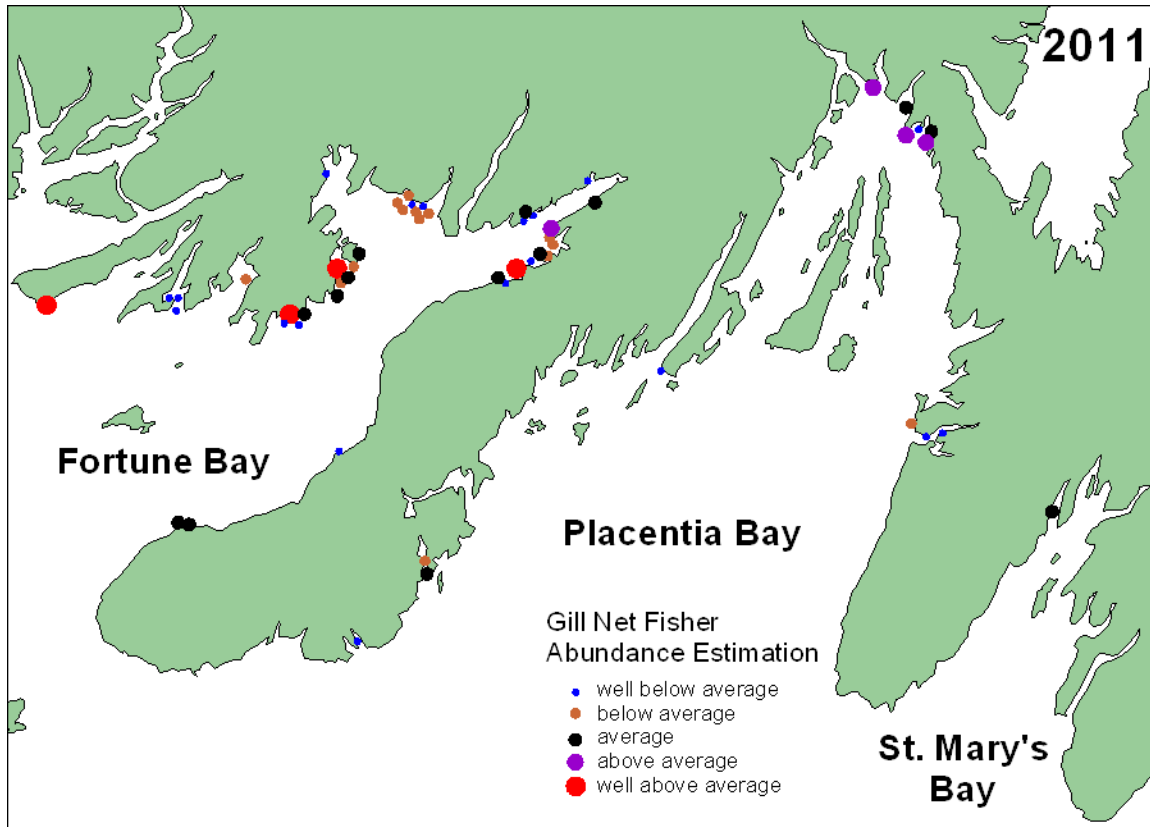 2011
Fortune Bay
Placentia Bay
Gill Net Fisher
Abundance Estimation
well below average
below average
average
above average
well above average
St. Mary's
Bay